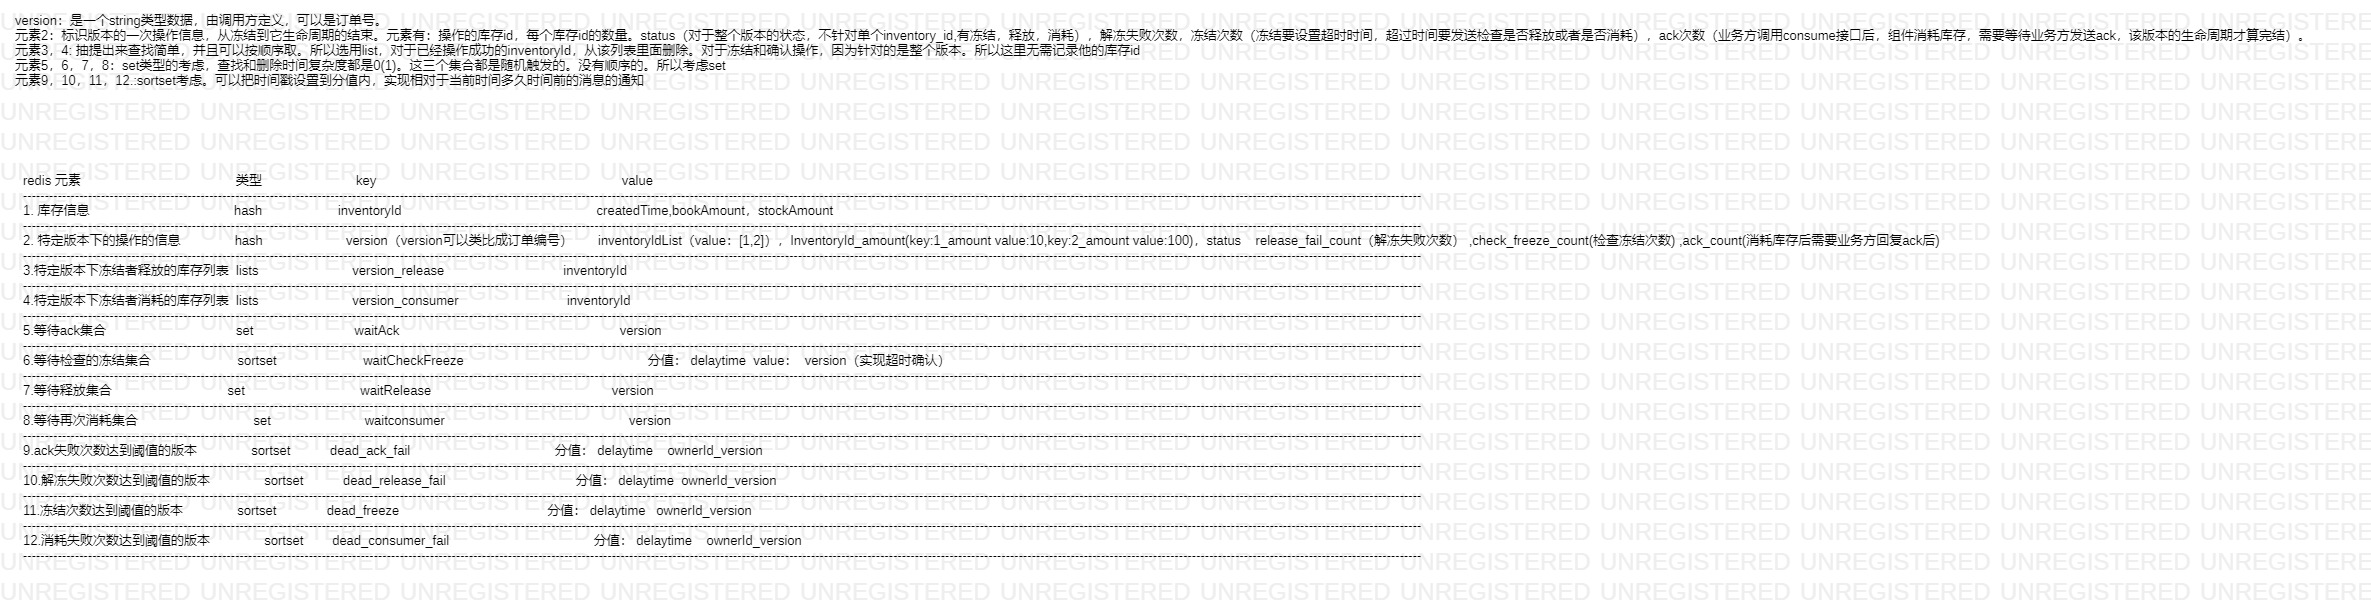 version：是一个string类型数据，由调用方定义，可以是订单号。
元素2：标识版本的一次操作信息，从冻结到它生命周期的结束。元素有：操作的库存id，每个库存id的数量。status（对于整个版本的状态，不针对单个inventory_id,有冻结，释放，消耗），解冻失败次数，冻结次数（冻结要设置超时时间，超过时间要发送检查是否释放或者是否消耗），ack次数（业务方调用consume接口后，组件消耗库存，需要等待业务方发送ack，该版本的生命周期才算完结）。
元素3，4: 抽提出来查找简单，并且可以按顺序取。所以选用list，对于已经操作成功的inventoryId，从该列表里面删除。对于冻结和确认操作，因为针对的是整个版本。所以这里无需记录他的库存id
元素5，6，7，8：set类型的考虑，查找和删除时间复杂度都是0(1)。这三个集合都是随机触发的。没有顺序的。所以考虑set
元素9，10，11，12.:sortset考虑。可以把时间戳设置到分值内，实现相对于当前时间多久时间前的消息的通知
redis 元素 类型 key value
1. 库存信息 hash inventoryId createdTime,bookAmount，stockAmount
2. 特定版本下的操作的信息 hash version（version可以类比成订单编号） inventoryIdList（value：[1,2]），InventoryId_amount(key:1_amount value:10,key:2_amount value:100)，status release_fail_count（解冻失败次数） ,check_freeze_count(检查冻结次数) ,ack_count(消耗库存后需要业务方回复ack后)
3.特定版本下冻结者释放的库存列表 lists version_release inventoryId
4.特定版本下冻结者消耗的库存列表 lists version_consumer inventoryId
5.等待ack集合 set waitAck version
6.等待检查的冻结集合 sortset waitCheckFreeze 分值： delaytime value： version（实现超时确认）
7.等待释放集合 set waitRelease version
8.等待再次消耗集合 set waitconsumer version
9.ack失败次数达到阈值的版本 sortset dead_ack_fail 分值： delaytime ownerId_version
10.解冻失败次数达到阈值的版本 sortset dead_release_fail 分值： delaytime ownerId_version
11.冻结次数达到阈值的版本 sortset dead_freeze 分值： delaytime ownerId_version
12.消耗失败次数达到阈值的版本 sortset dead_consumer_fail 分值： delaytime ownerId_version